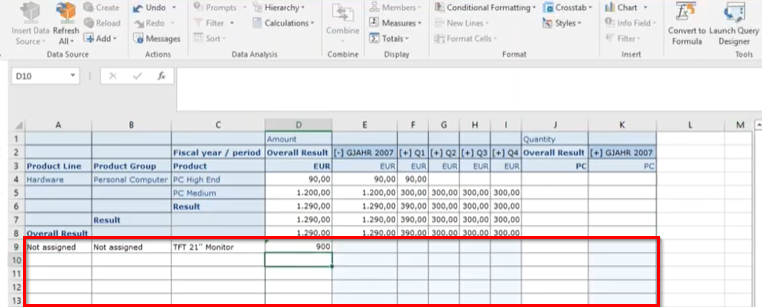 Insert Data Source
Refresh All
Create
Reload
Add
Data Source
Undo
Redo
Messages
Actions
Prompts
Filter
Sort
Hierarchy
Calculations
Data Analysis
Combine
Combine
Members
Measures
Totals
Display
Conditional Formatting
New Lines
Format Cells
Crosstab
Styles
Format
Chart
Info Field
Filter
Insert
Convert to Formula
Launch Query Designer
Tools
D10 fx
A B C D E F G H I J K L M
1 Amount Quantity
2 Fiscal year / period Overall Result [-] GJAHR 2007 [+] Q1 [+] Q2 [+] Q3 [+] Q4 Overall Result [+] GJAHR 2007
3 Product Line Product Group Product EUR EUR EUR EUR EUR EUR PC PC
4 Hardware Personal Computer PC High End 90,00 90,00 90,00
5 PC Medium 1.200,00 1.200,00 300,00 300,00 300,00 300,00
6 Result 1.290,00 1.290,00 390,00 300,00 300,00 300,00
7 Result 1.290,00 1.290,00 390,00 300,00 300,00 300,00
8 Overall Result 1.290,00 1.290,00 390,00 300,00 300,00 300,00
9 Not assigned Not assigned TFT 21" Monitor 900
10
11
12
13